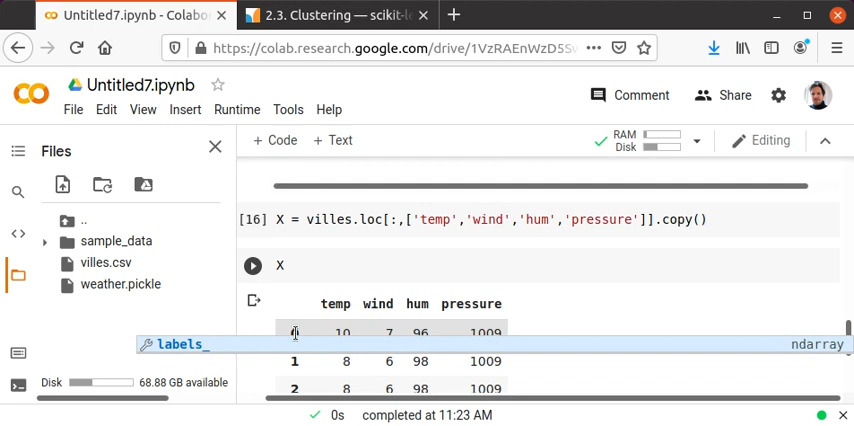 Untitled7.ipynb - Colabo
2.3. Clustering — scikit-le
https://colab.research.google.com/drive/1VzRAEnWzD5Sw
Untitled7.ipynb
Comment
Share
File Edit View Insert Runtime Tools Help
Files
+ Code + Text
RAM
Disk
Editing
..
sample_data
villes.csv
weather.pickle
[16] X = villes.loc[:,['temp','wind','hum','pressure']].copy()
X
temp wind hum pressure
0 10 7 96 1009
labels_ ndarray
1 8 6 98 1009
2 8 6 98 1009
Disk 68.88 GB available
0s completed at 11:23 AM